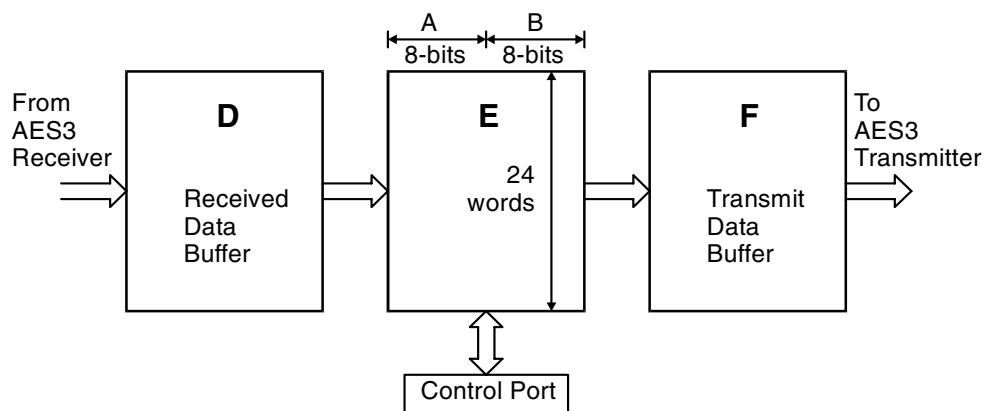 A
B
8-bits
8-bits
From
AES3
Receiver
D
Received
Data
Buffer
E
24
words
F
Transmit
Data
Buffer
To
AES3
Transmitter
Control Port